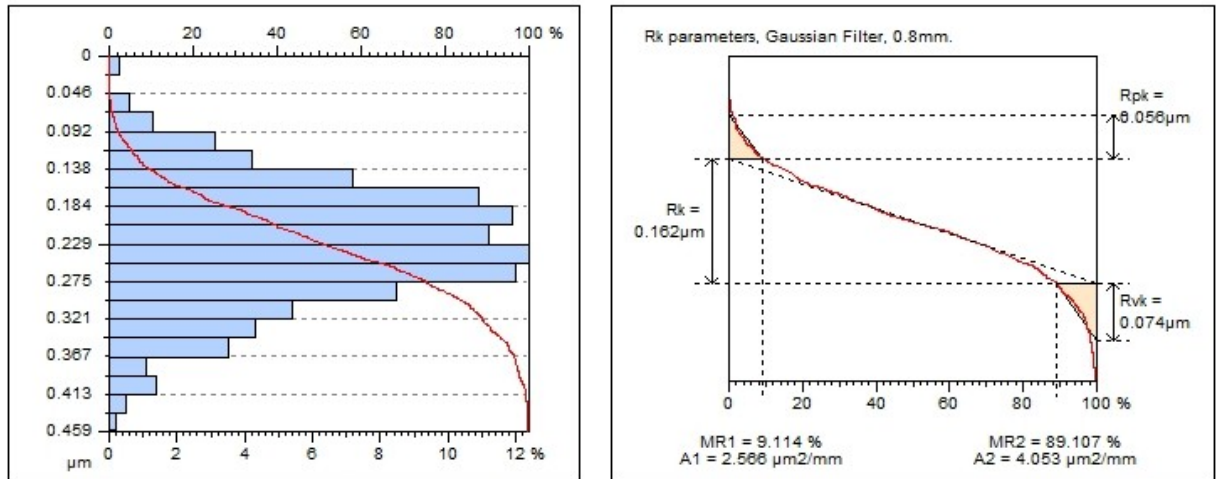 0 20 40 60 80 100 %
0
0.046
0.092
0.138
0.184
0.229
0.275
0.321
0.367
0.413
0.459
µm
0 2 4 6 8 10 12 %
Rk parameters, Gaussian Filter, 0.8mm.
Rpk =
0.056µm
Rk =
0.162µm
Rvk =
0.074µm
0 20 40 60 80 100 %
MR1 = 9.114 % MR2 = 89.107 %
A1 = 2.566 µm2/mm A2 = 4.053 µm2/mm